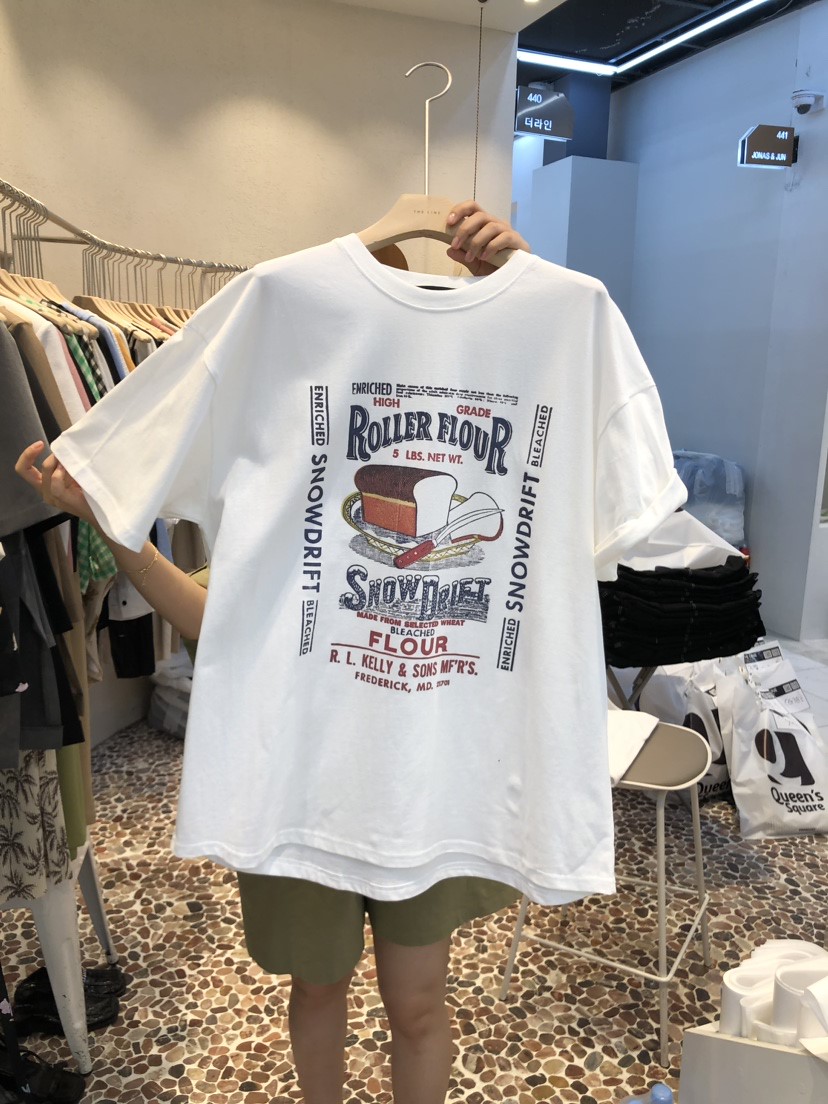 440
더라인
441
JONAS & JUN
ENRICHED
HIGH GRADE
ROLLER FLOUR
5 LBS. NET WT.
SNOWDRIFT
MADE FROM SELECTED WHEAT
BLEACHED
FLOUR
R. L. KELLY & SONS MF'R'S.
FREDERICK, MD. 21701
ENRICHED SNOWDRIFT BLEACHED
ENRICHED SNOWDRIFT BLEACHED
Queen's
Square